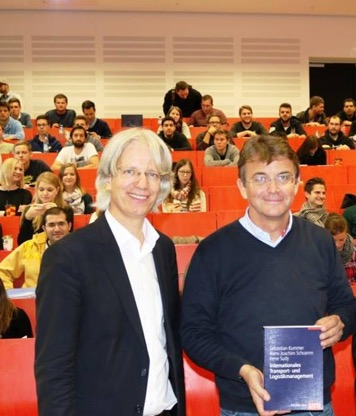 Sebastian Kummer
Hans-Joachim Schramm
Irene Sudy
Internationales
Transport- und
Logistikmanagement